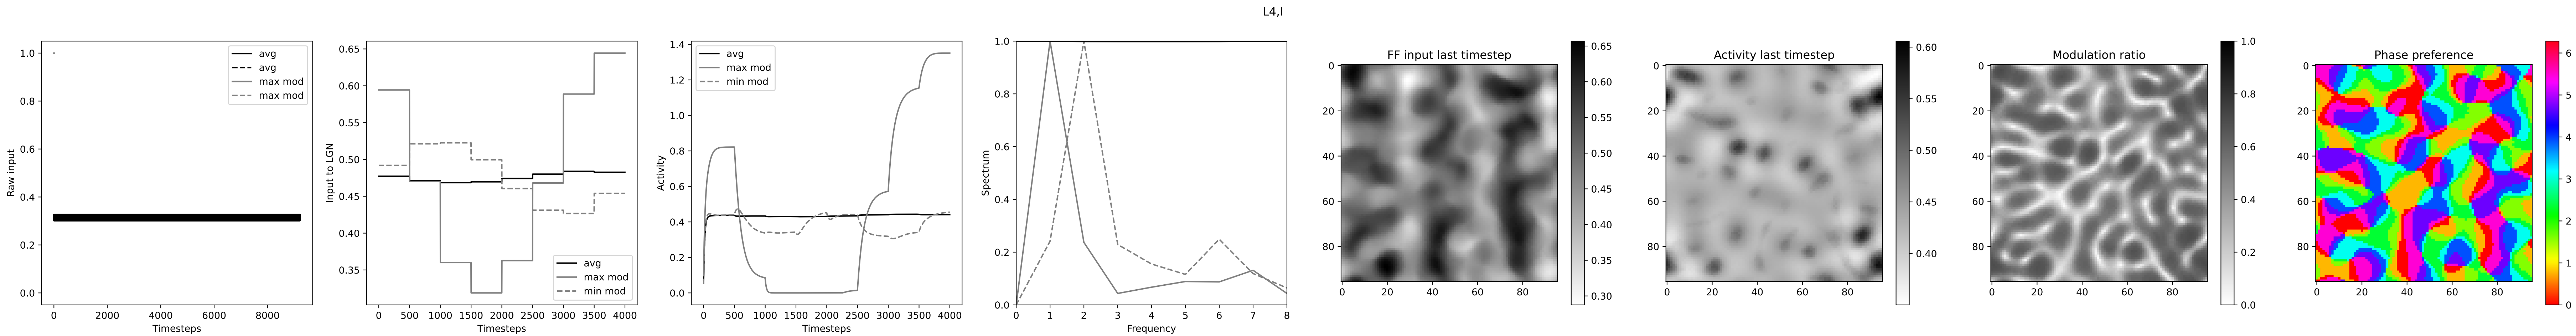 L4,I
Raw input
1.0
0.8
0.6
0.4
0.2
0.0
0 2000 4000 6000 8000
Timesteps
avg
avg
max mod
max mod
Input to LGN
0.65
0.60
0.55
0.50
0.45
0.40
0.35
0 500 1000 1500 2000 2500 3000 3500 4000
Timesteps
avg
max mod
min mod
Activity
1.4
1.2
1.0
0.8
0.6
0.4
0.2
0.0
0 500 1000 1500 2000 2500 3000 3500 4000
Timesteps
avg
max mod
min mod
Spectrum
1.0
0.8
0.6
0.4
0.2
0.0
0 1 2 3 4 5 6 7 8
Frequency
FF input last timestep
0
20
40
60
80
0 20 40 60 80
0.65
0.60
0.55
0.50
0.45
0.40
0.35
0.30
Activity last timestep
0
20
40
60
80
0 20 40 60 80
0.60
0.55
0.50
0.45
0.40
Modulation ratio
0
20
40
60
80
0 20 40 60 80
1.0
0.8
0.6
0.4
0.2
0.0
Phase preference
0
20
40
60
80
0 20 40 60 80
6
5
4
3
2
1
0